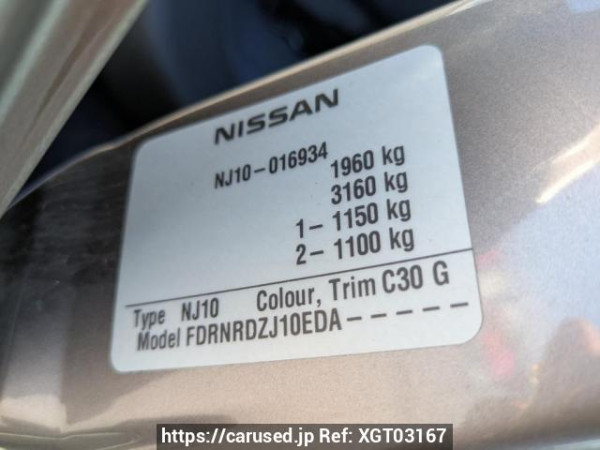 NISSAN
NJ10-016934
1960 kg
3160 kg
1- 1150 kg
2- 1100 kg
Type NJ10 Colour, Trim C30 G
Model FDRNRDZJ10EDA-----
https://carused.jp Ref: XGT03167